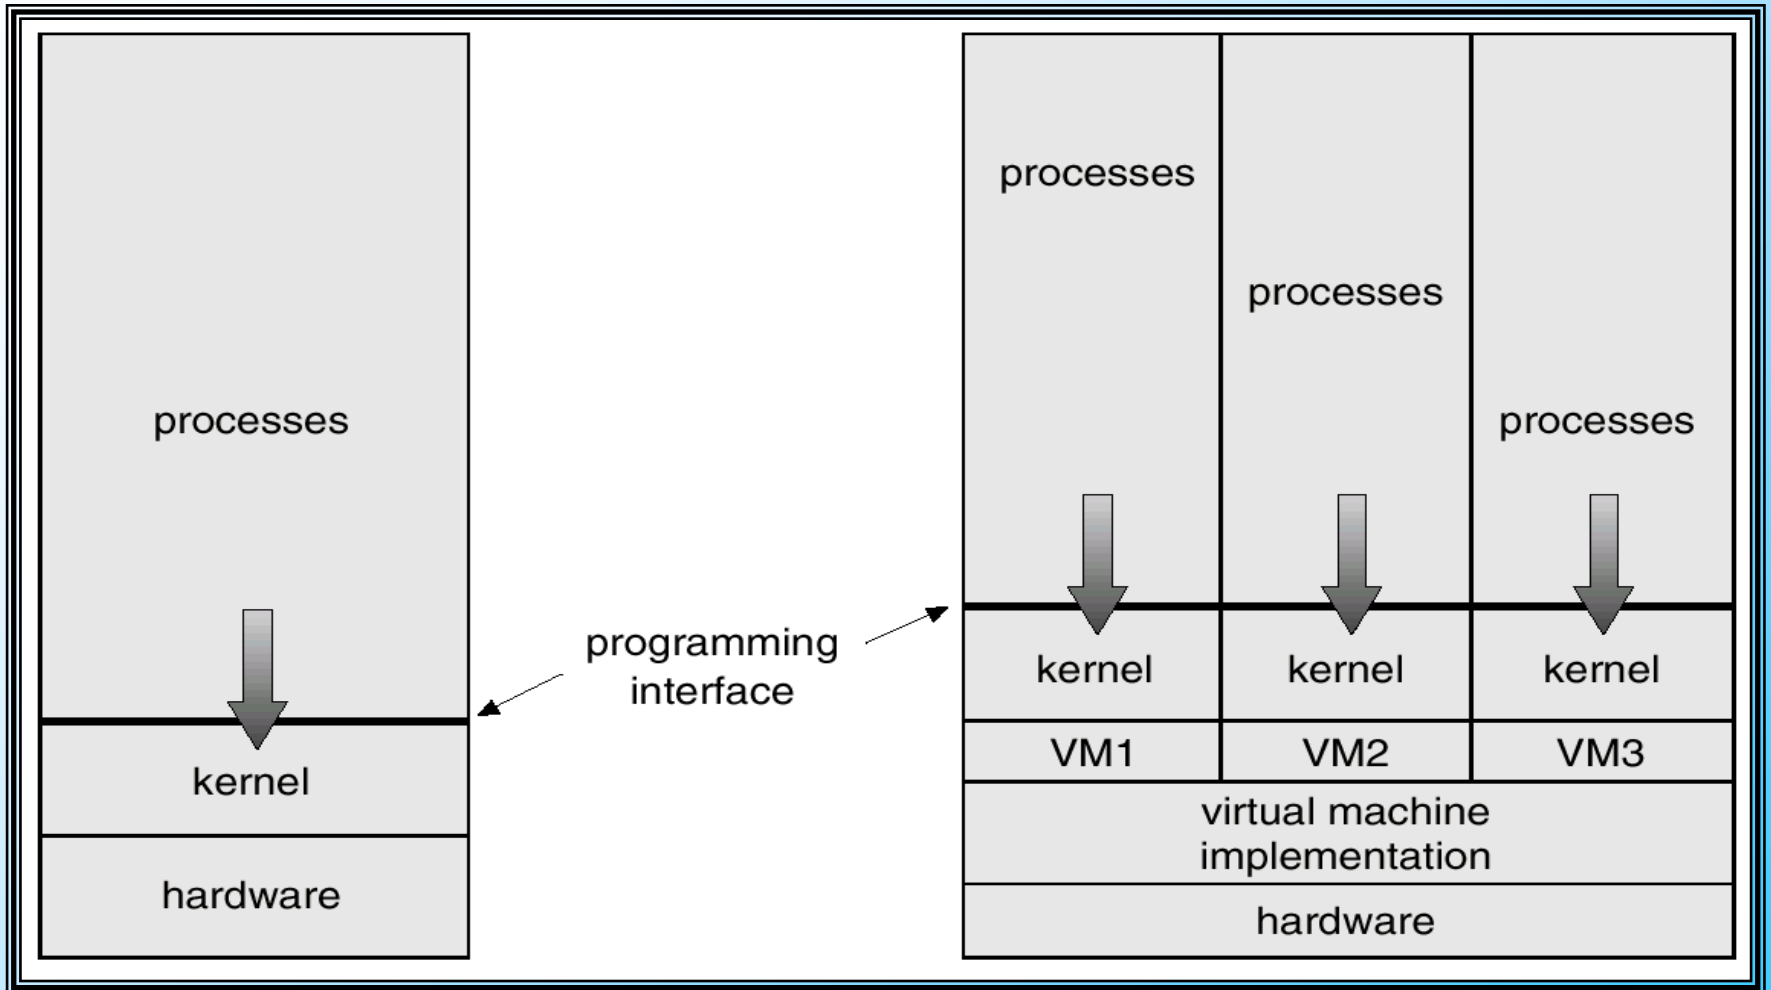 processes
kernel
hardware
programming
interface
processes
processes
processes
kernel
kernel
kernel
VM1
VM2
VM3
virtual machine
implementation
hardware